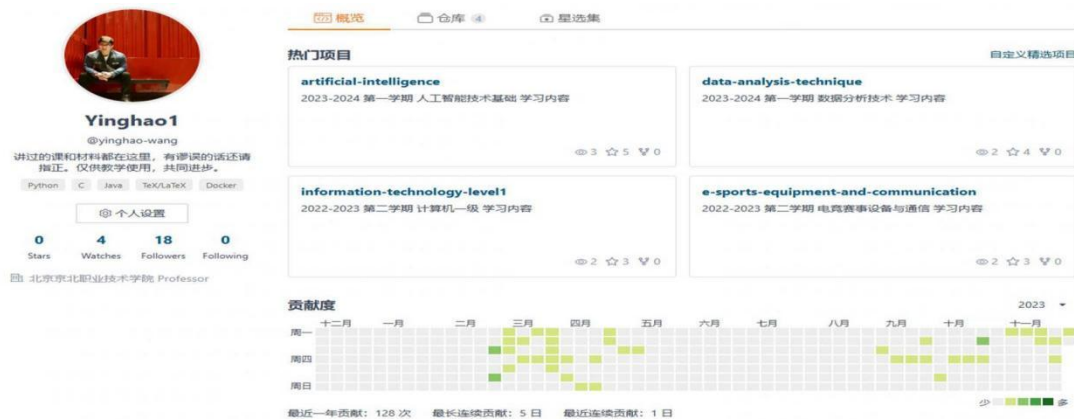 概览
仓库 4
星选集
Yinghao1
@yinghao-wang
讲过的课和材料都在这里，有谬误的话还请
指正。仅供教学使用，共同进步。
Python C Java TeX/LaTeX Docker
个人设置
0 4 18 0
Stars Watches Followers Following
北京京北职业技术学院 Professor
热门项目
自定义精选项目
artificial-intelligence
2023-2024 第一学期 人工智能技术基础 学习内容
3 5 0
data-analysis-technique
2023-2024 第一学期 数据分析技术 学习内容
2 4 0
information-technology-level1
2022-2023 第二学期 计算机一级 学习内容
2 3 0
e-sports-equipment-and-communication
2022-2023 第二学期 电竞赛事设备与通信 学习内容
2 3 0
贡献度
2023
十二月 一月 二月 三月 四月 五月 六月 七月 八月 九月 十月 十一月
周一
周四
周日
少 多
最近一年贡献：128 次 最长连续贡献：5 日 最近连续贡献：1 日